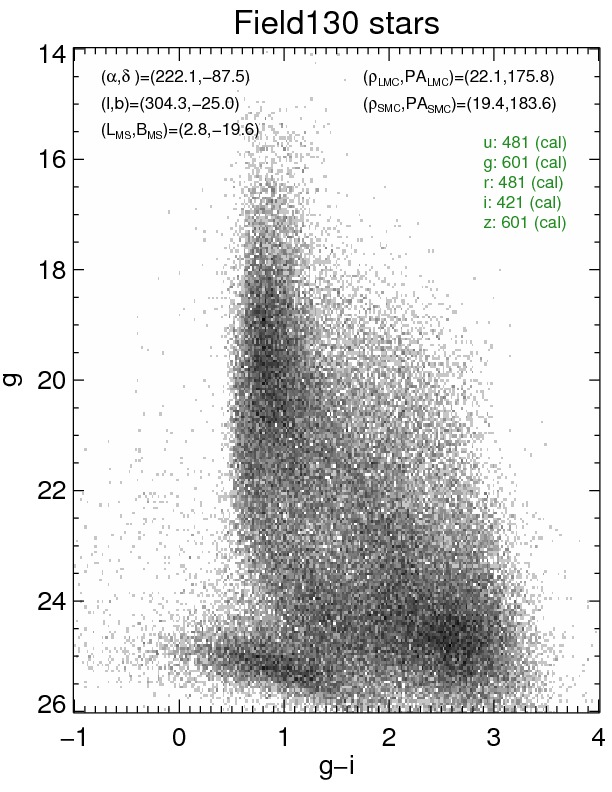 Field130 stars
(α,δ )=(222.1,−87.5)
(ρLMC,PALMC)=(22.1,175.8)
(l,b)=(304.3,−25.0)
(ρSMC,PASMC)=(19.4,183.6)
(LMS,BMS)=(2.8,−19.6)
u: 481 (cal)
g: 601 (cal)
r: 481 (cal)
i: 421 (cal)
z: 601 (cal)
14
16
18
20
22
24
26
g
−1 0 1 2 3 4
g−i